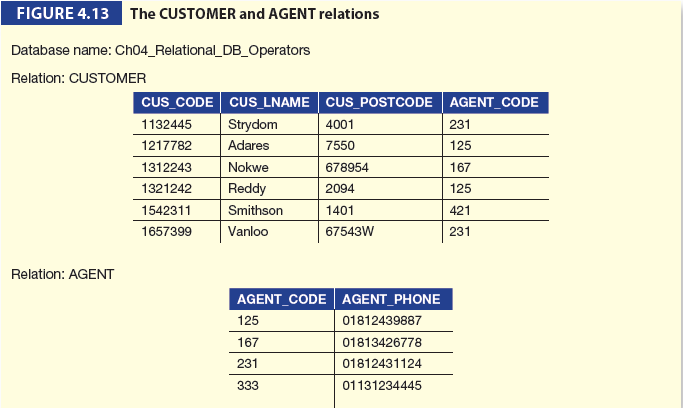 FIGURE 4.13 The CUSTOMER and AGENT relations
Database name: Ch04_Relational_DB_Operators
Relation: CUSTOMER
CUS_CODE CUS_LNAME CUS_POSTCODE AGENT_CODE
1132445 Strydom 4001 231
1217782 Adares 7550 125
1312243 Nokwe 678954 167
1321242 Reddy 2094 125
1542311 Smithson 1401 421
1657399 Vanloo 67543W 231
Relation: AGENT
AGENT_CODE AGENT_PHONE
125 01812439887
167 01813426778
231 01812431124
333 01131234445